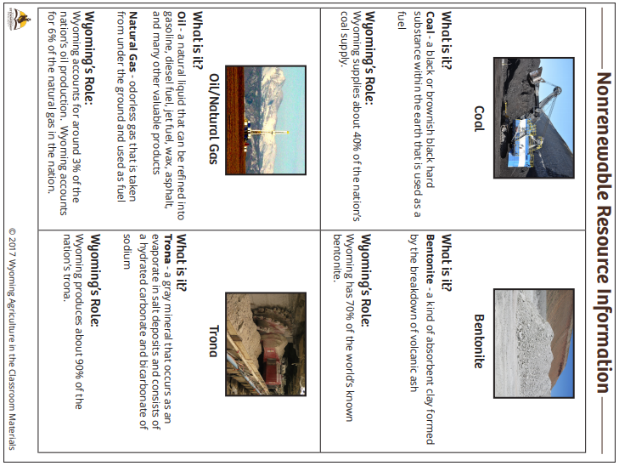 Nonrenewable Resource Information
Coal
What is it?
Coal - a black or brownish black hard
substance within the earth that is used as a
fuel
Wyoming's Role:
Wyoming supplies about 40% of the nation's
coal supply.
Bentonite
What is it?
Bentonite - a kind of absorbent clay formed
by the breakdown of volcanic ash
Wyoming's Role:
Wyoming has 70% of the world's known
bentonite.
Oil/Natural Gas
What is it?
Oil - a natural liquid that can be refined into
gasoline, diesel fuel, jet fuel, wax, asphalt,
and many other valuable products
Natural Gas - odorless gas that is taken
from under the ground and used as fuel
Wyoming's Role:
Wyoming accounts for around 3% of the
nation's oil production. Wyoming accounts
for 6% of the natural gas in the nation.
Trona
What is it?
Trona - a gray mineral that occurs as an
evaporate in salt deposits and consists of
a hydrated carbonate and bicarbonate of
sodium
Wyoming's Role:
Wyoming produces about 90% of the
nation's trona.
© 2017 Wyoming Agriculture in the Classroom Materials